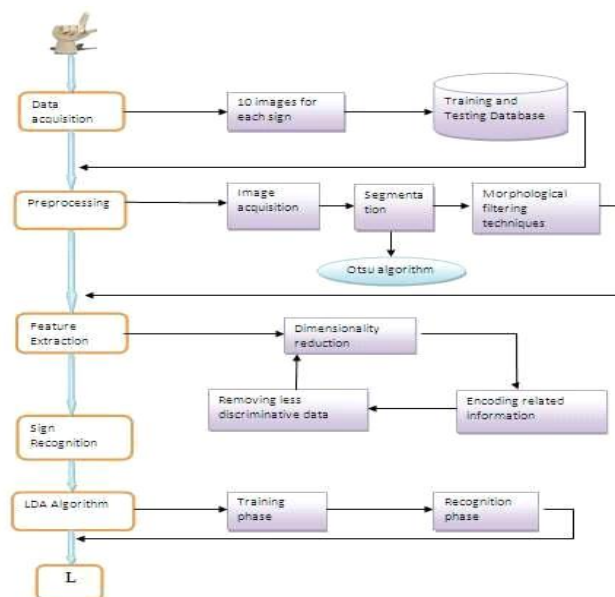 Data
acquisition
10 images for
each sign
Training and
Testing Database
Preprocessing
Image
acquisition
Segmenta
tion
Morphological
filtering
techniques
Otsu algorithm
Feature
Extraction
Dimensionality
reduction
Removing less
discriminative data
Encoding related
information
Sign
Recognition
LDA Algorithm
Training
phase
Recognition
phase
L